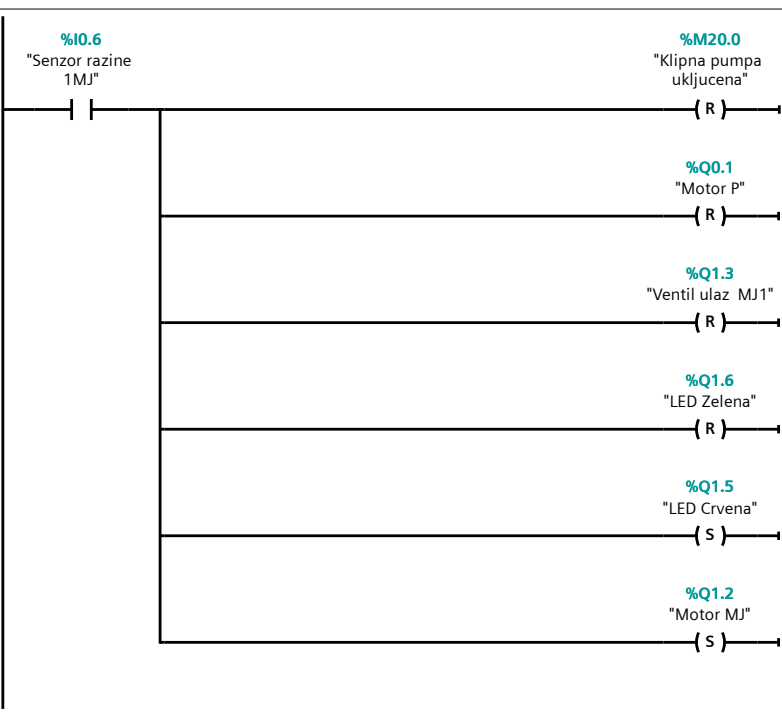 %I0.6
"Senzor razine
1MJ"
%M20.0
"Klipna pumpa
ukljucena"
R
%Q0.1
"Motor P"
R
%Q1.3
"Ventil ulaz  MJ1"
R
%Q1.6
"LED Zelena"
R
%Q1.5
"LED Crvena"
S
%Q1.2
"Motor MJ"
S